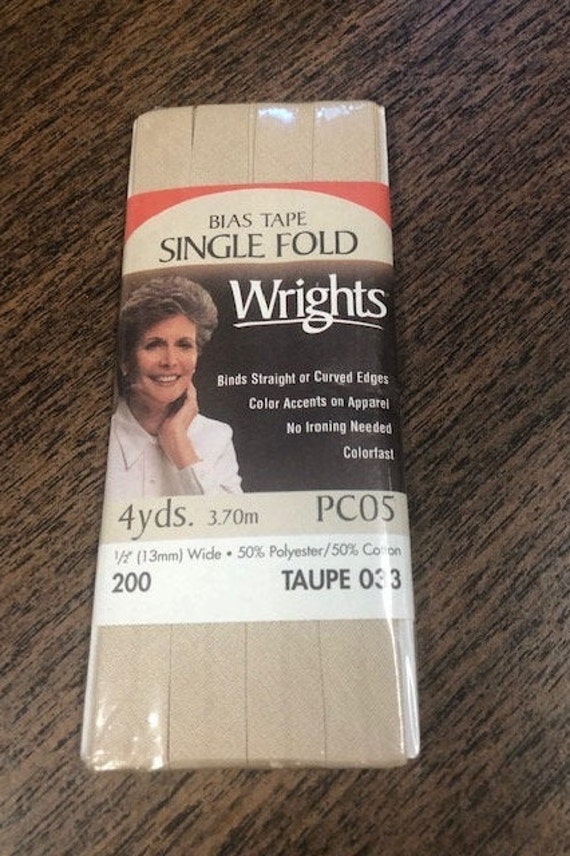 BIAS TAPE
SINGLE FOLD
Wrights
Binds Straight or Curved Edges
Color Accents on Apparel
No Ironing Needed
Colorfast
4yds. 3.70m PC05
1/2" (13mm) Wide • 50% Polyester/50% Cotton
200 TAUPE 033